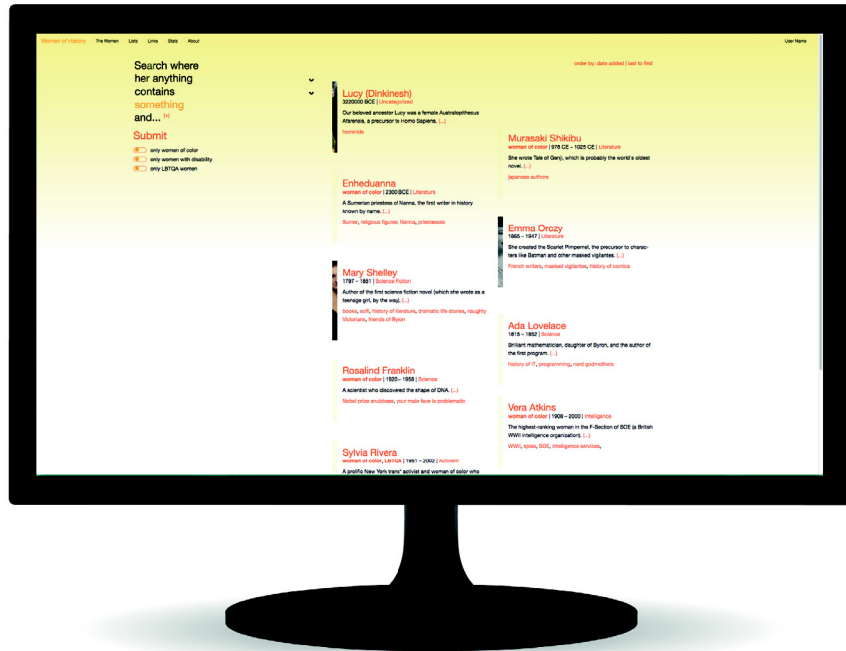 Women of History The Women Lists Links Stats About User Name
Search where
her anything
contains
something
and... [+]
Submit
only women of color
only women with disability
only LBTQA women
order by: date added | last to first
Lucy (Dinkinesh)
3220000 BCE | Uncategorized
Our beloved ancestor Lucy was a female Australopithecus
Afarensis, a precursor to Homo Sapiens. (...)
hominids
Enheduanna
woman of color | 2300 BCE | Literature
A Sumerian priestess of Nanna, the first writer in history
known by name. (...)
Sumer, religious figures, Nanna, priestesses
Mary Shelley
1797 – 1851 | Science fiction
Author of the first science fiction novel (which she wrote as a
teenage girl, by the way). (...)
books, scifi, history of literature, dramatic life stories, naughty
Victorians, friends of Byron
Rosalind Franklin
woman of color | 1920 – 1958 | Science
A scientist who discovered the shape of DNA. (...)
Nobel prize snubbees, your male fave is problematic
Sylvia Rivera
woman of color, LBTQA | 1951 – 2002 | Activism
A prolific New York trans* activist and woman of color who
Murasaki Shikibu
woman of color | 978 CE – 1025 CE | Literature
She wrote Tale of Genji, which is probably the world's oldest
novel. (...)
japanese authors
Emma Orczy
1865 – 1947 | Literature
She created the Scarlet Pimpernel, the precursor to charac-
ters like Batman and other masked vigilantes. (...)
French writers, masked vigilantes, history of comics
Ada Lovelace
1815 – 1852 | Science
Brilliant mathematician, daughter of Byron, and the author of
the first program. (...)
history of IT, programming, nerd godmothers
Vera Atkins
woman of color | 1908 – 2000 | Intelligence
The highest-ranking woman in the F-Section of SOE (a British
WWII intelligence organization). (...)
WWII, spies, SOE, intelligence services,